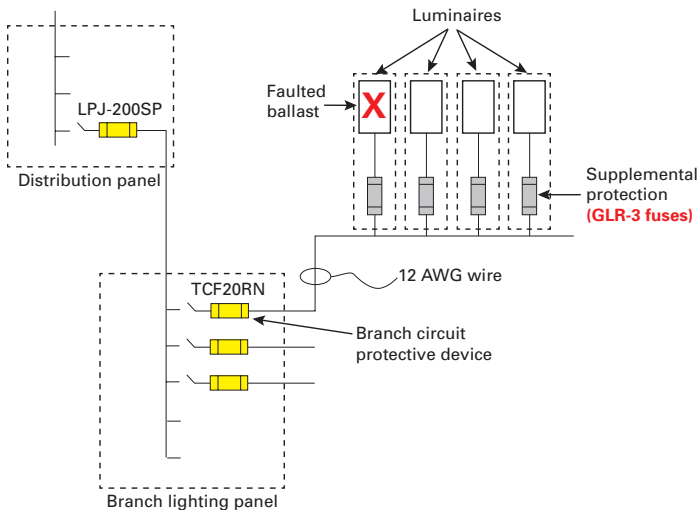 Luminaires
Faulted
ballast
X
LPJ-200SP
Distribution panel
Supplemental
protection
(GLR-3 fuses)
12 AWG wire
TCF20RN
Branch circuit
protective device
Branch lighting panel